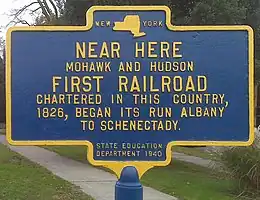 NEW YORK
NEAR HERE
MOHAWK AND HUDSON
FIRST RAILROAD
CHARTERED IN THIS COUNTRY,
1826, BEGAN ITS RUN ALBANY
TO SCHENECTADY.
STATE EDUCATION
DEPARTMENT 1940